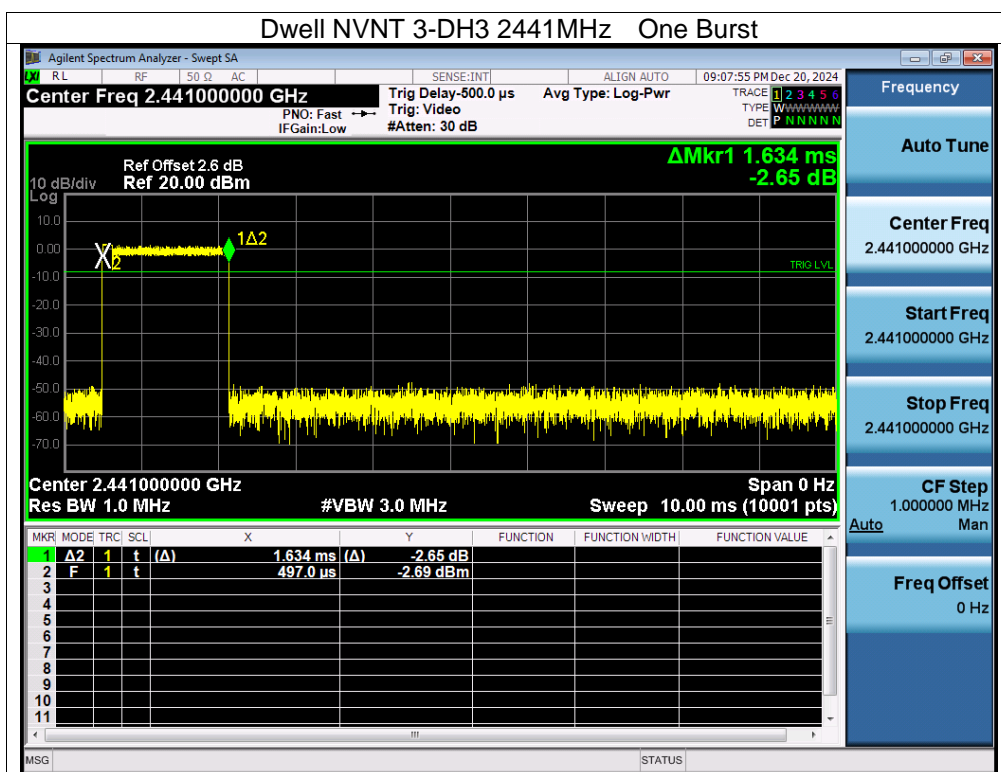 Dwell NVNT 3-DH3 2441MHz One Burst
Agilent Spectrum Analyzer - Swept SA
LXI RL RF 50 Ω AC SENSE:INT ALIGN AUTO 09:07:55 PM Dec 20, 2024
Center Freq 2.441000000 GHz
PNO: Fast
IFGain:Low
Trig Delay-500.0 µs
Trig: Video
#Atten: 30 dB
Avg Type: Log-Pwr
TRACE 1 2 3 4 5 6
TYPE WWWWWW
DET P N N N N N
Frequency
Auto Tune
Center Freq
2.441000000 GHz
Start Freq
2.441000000 GHz
Stop Freq
2.441000000 GHz
CF Step
1.000000 MHz
Auto Man
Freq Offset
0 Hz
ΔMkr1 1.634 ms
-2.65 dB
Ref Offset 2.6 dB
10 dB/div Ref 20.00 dBm
Log
10.0
0.00
-10.0
-20.0
-30.0
-40.0
-50.0
-60.0
-70.0
1Δ2
2
TRIG LVL
Center 2.441000000 GHz Span 0 Hz
Res BW 1.0 MHz #VBW 3.0 MHz Sweep 10.00 ms (10001 pts)
MKR MODE TRC SCL X Y FUNCTION FUNCTION WIDTH FUNCTION VALUE
1 Δ2 1 t (Δ) 1.634 ms (Δ) -2.65 dB
2 F 1 t 497.0 µs -2.69 dBm
3
4
5
6
7
8
9
10
11
MSG STATUS